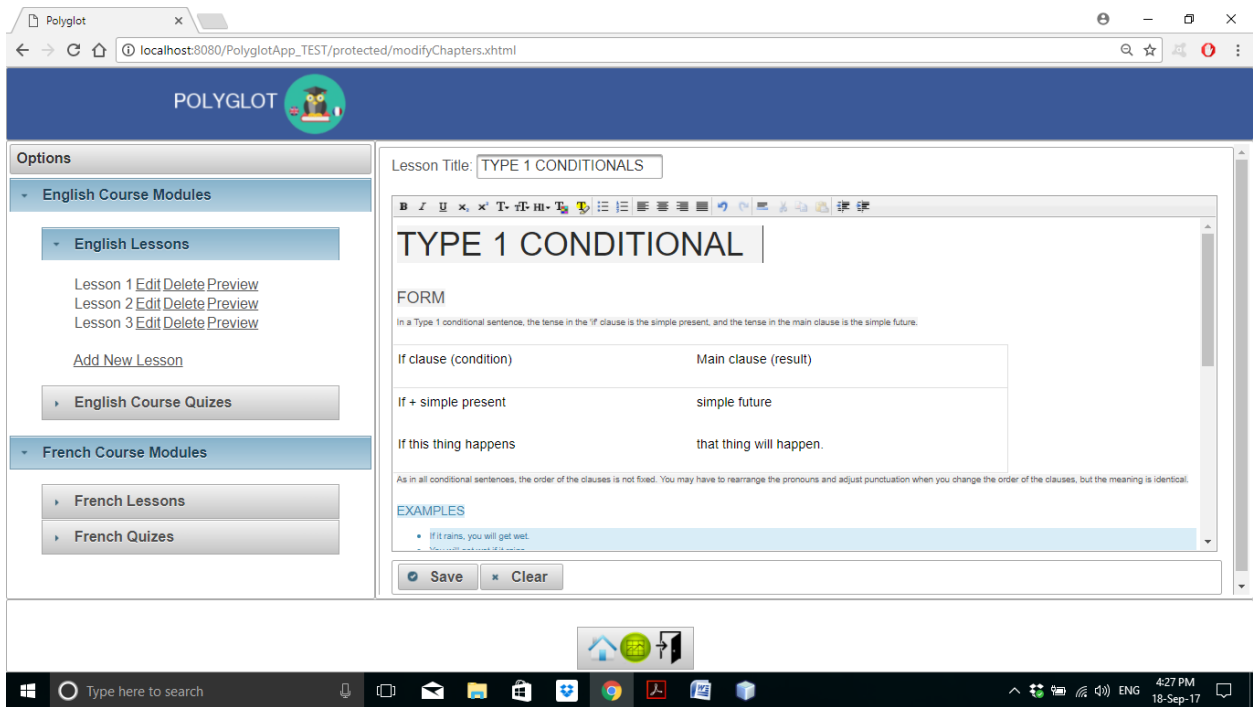 Polyglot
localhost:8080/PolyglotApp_TEST/protected/modifyChapters.xhtml
POLYGLOT
Options
English Course Modules
English Lessons
Lesson 1 Edit Delete Preview
Lesson 2 Edit Delete Preview
Lesson 3 Edit Delete Preview
Add New Lesson
English Course Quizes
French Course Modules
French Lessons
French Quizes
Lesson Title: TYPE 1 CONDITIONALS
TYPE 1 CONDITIONAL
FORM
In a Type 1 conditional sentence, the tense in the 'if' clause is the simple present, and the tense in the main clause is the simple future.
If clause (condition) Main clause (result)
If + simple present simple future
If this thing happens that thing will happen.
As in all conditional sentences, the order of the clauses is not fixed. You may have to rearrange the pronouns and adjust punctuation when you change the order of the clauses, but the meaning is identical.
EXAMPLES
If it rains, you will get wet.
You will get wet if it rains.
Save Clear
Type here to search
ENG
4:27 PM
18-Sep-17